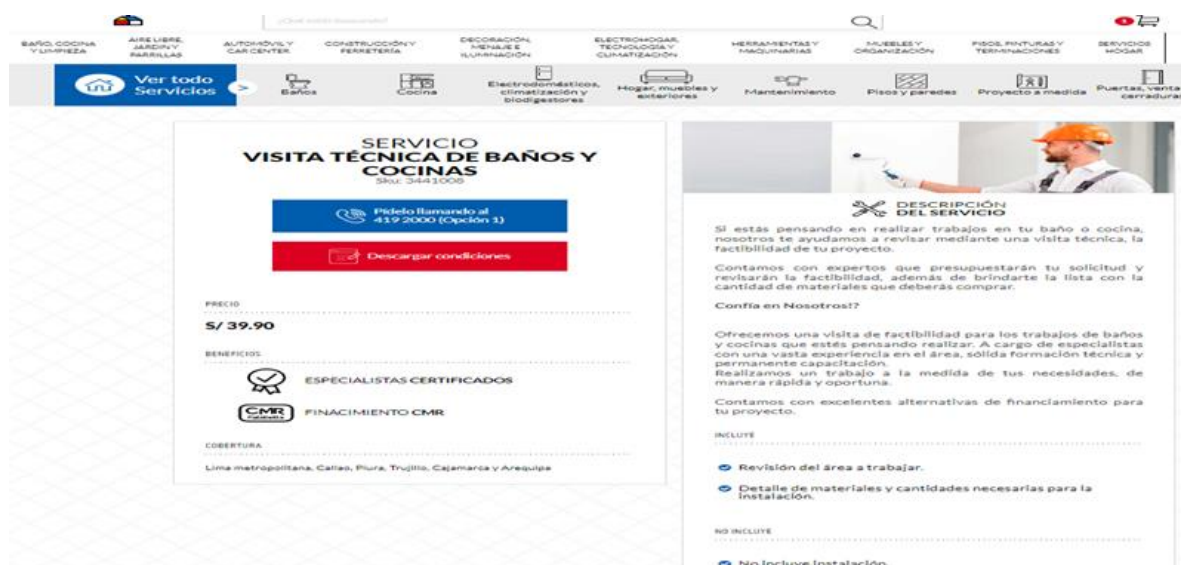 ¿Qué estás buscando?
1
BAÑO, COCINA
Y LIMPIEZA
AIRE LIBRE,
JARDIN Y
PARRILLAS
AUTOMÓVIL Y
CAR CENTER
CONSTRUCCIÓN Y
FERRETERÍA
DECORACIÓN,
MENAJE E
ILUMINACIÓN
ELECTROHOGAR,
TECNOLOGÍA Y
CLIMATIZACIÓN
HERRAMIENTAS Y
MAQUINARIAS
MUEBLES Y
ORGANIZACIÓN
PISOS, PINTURAS Y
TERMINACIONES
SERVICIOS
HOGAR
Ver todo
Servicios
Baños
Cocina
Electrodomésticos,
climatización y
biodigestores
Hogar, muebles y
exteriores
Mantenimiento
Pisos y paredes
Proyecto a medida
Puertas, venta
cerradura
SERVICIO
VISITA TÉCNICA DE BAÑOS Y
COCINAS
Sku: 3441008
Pídelo llamando al
419 2000 (Opción 1)
Descargar condiciones
PRECIO
S/ 39.90
BENEFICIOS
ESPECIALISTAS CERTIFICADOS
CMR
FINACIMIENTO CMR
COBERTURA
Lima metropolitana, Callao, Piura, Trujillo, Cajamarca y Arequipa
DESCRIPCIÓN
DEL SERVICIO
Si estás pensando en realizar trabajos en tu baño o cocina,
nosotros te ayudamos a revisar mediante una visita técnica, la
factibilidad de tu proyecto.
Contamos con expertos que presupuestarán tu solicitud y
revisarán la factibilidad, además de brindarte la lista con la
cantidad de materiales que deberás comprar.
Confía en Nosotros!?
Ofrecemos una visita de factibilidad para los trabajos de baños
y cocinas que estés pensando realizar. A cargo de especialistas
con una vasta experiencia en el área, sólida formación técnica y
permanente capacitación.
Realizamos un trabajo a la medida de tus necesidades, de
manera rápida y oportuna.
Contamos con excelentes alternativas de financiamiento para
tu proyecto.
INCLUYE
Revisión del área a trabajar.
Detalle de materiales y cantidades necesarias para la
instalación.
NO INCLUYE
No incluye instalación.